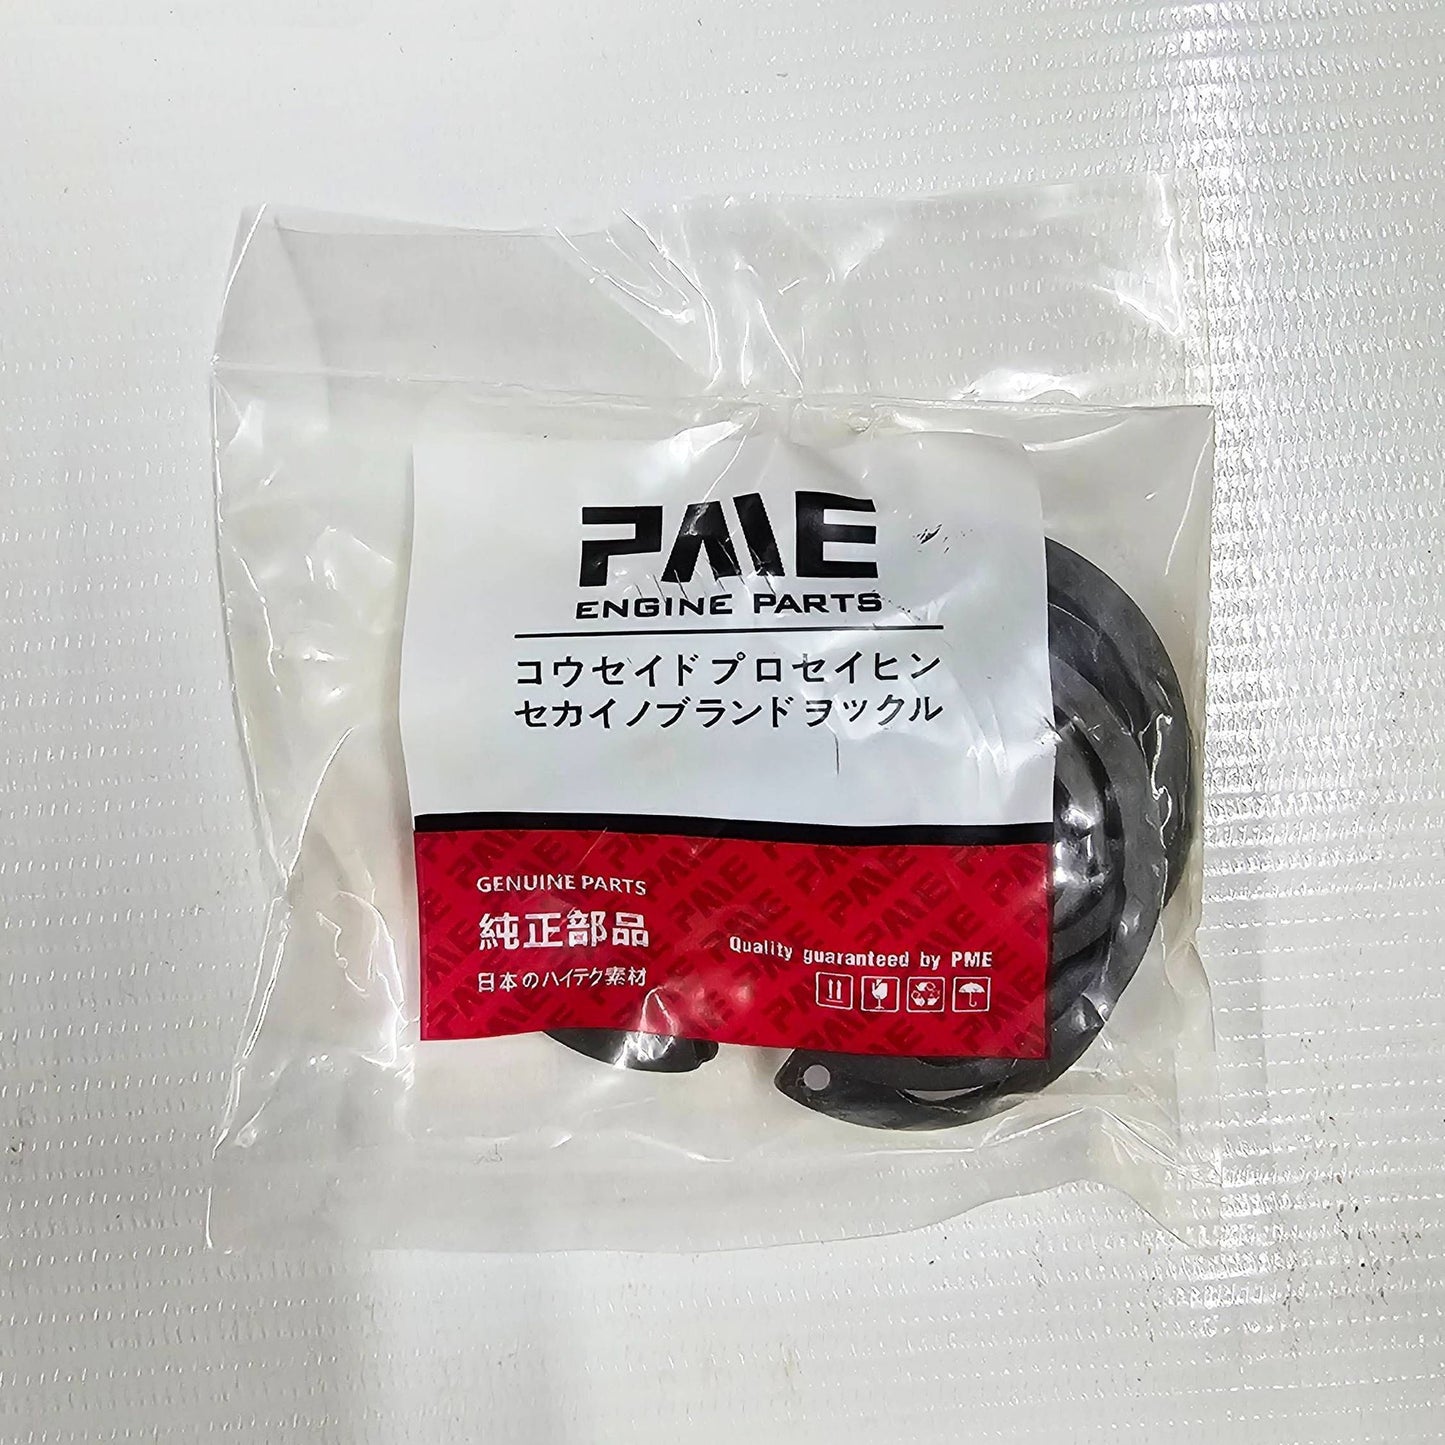 PME
ENGINE PARTS
コウセイドプロセイヒン
セカイノブランドヲックル
GENUINE PARTS
純正部品
日本のハイテク素材
Quality guaranteed by PME